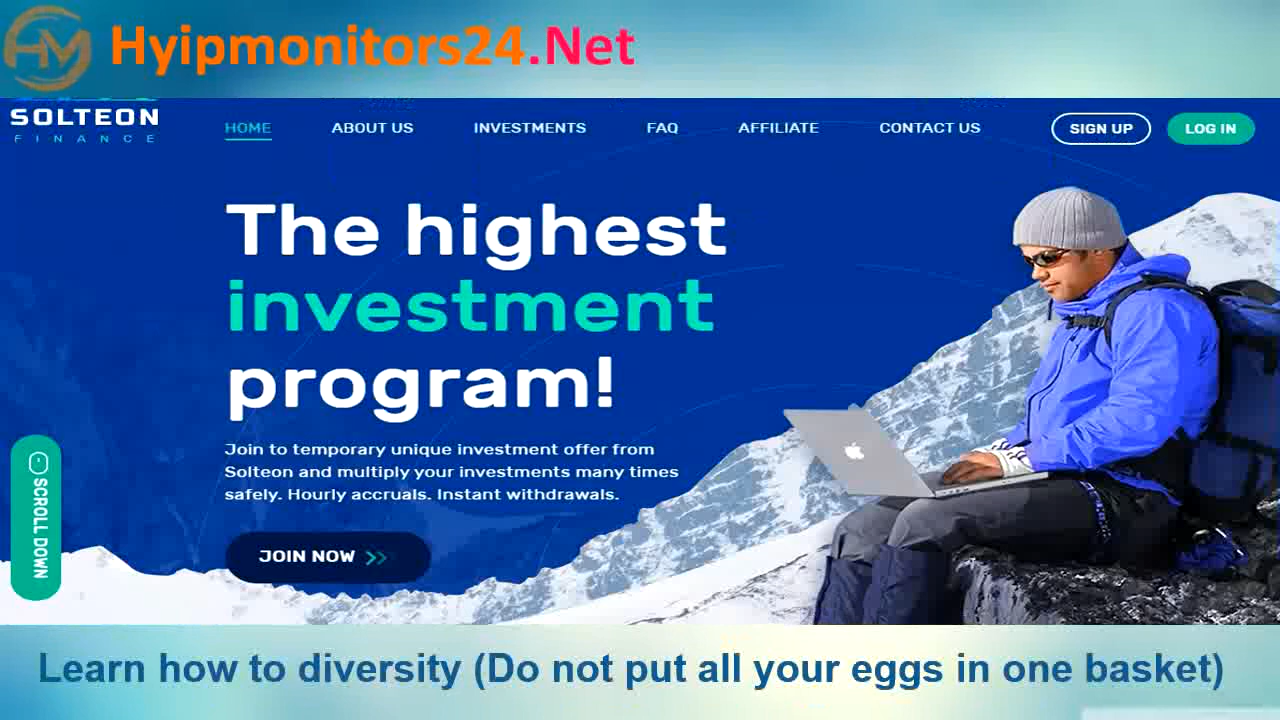 HM Hyipmonitors24.Net
SOLTEON
FINANCE
HOME ABOUT US INVESTMENTS FAQ AFFILIATE CONTACT US SIGN UP LOG IN
The highest
investment
program!
Join to temporary unique investment offer from
Solteon and multiply your investments many times
safely. Hourly accruals. Instant withdrawals.
JOIN NOW
SCROLL DOWN
Learn how to diversity (Do not put all your eggs in one basket)